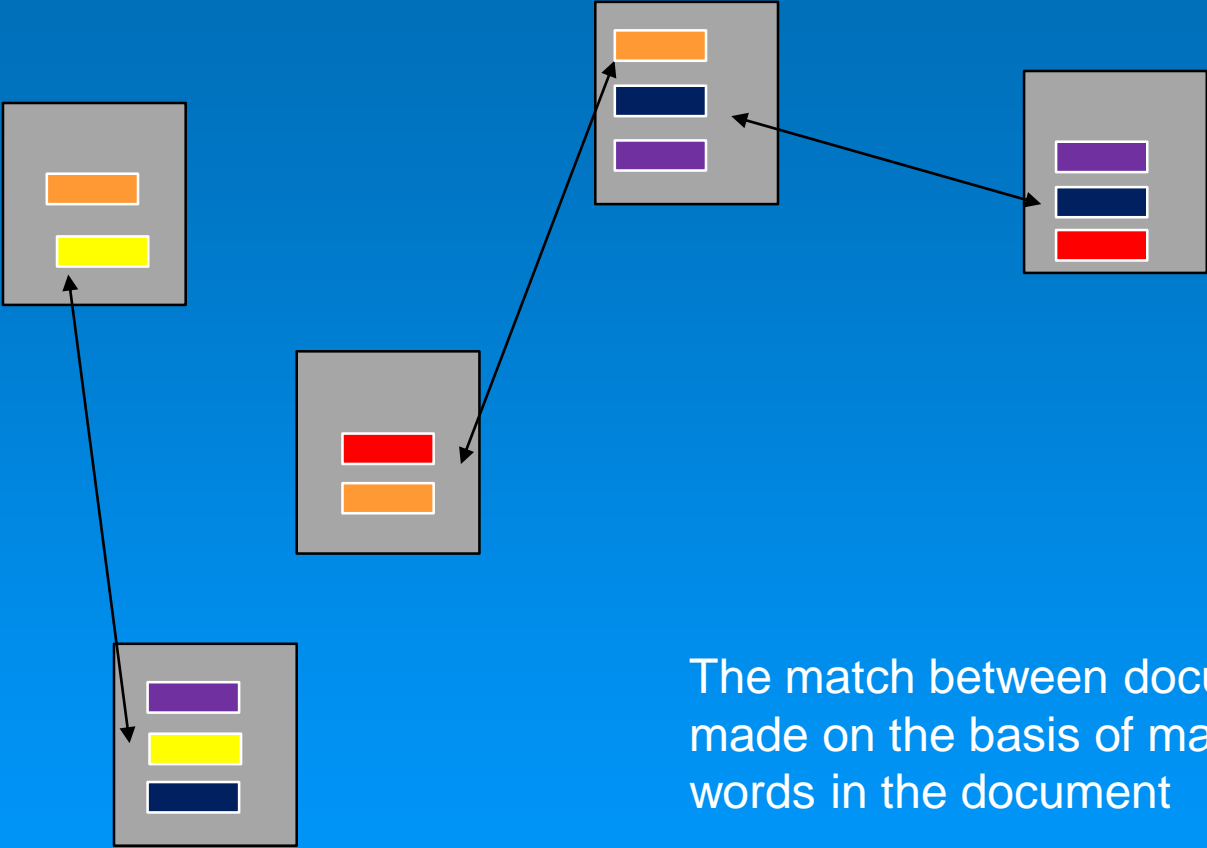 The match between
made on the basis of
words in the document